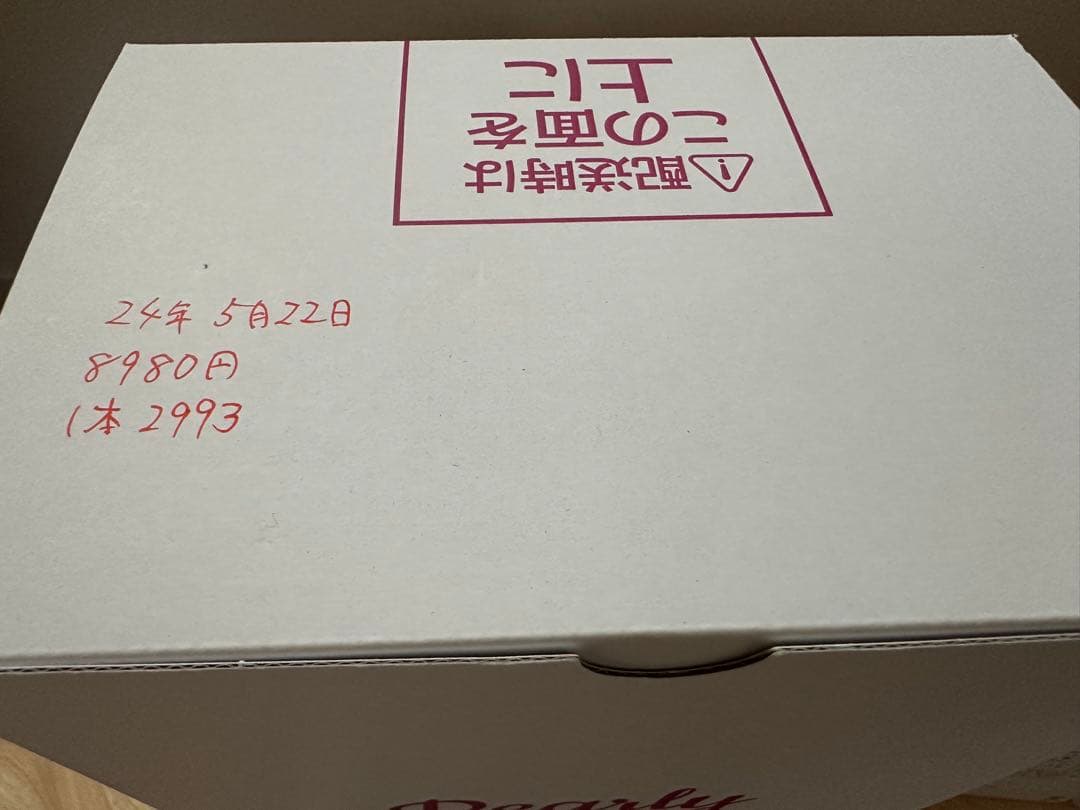 ⚠配送時は
この面を
上に
24年 5月22日
8980円
1本 2993
Pearly